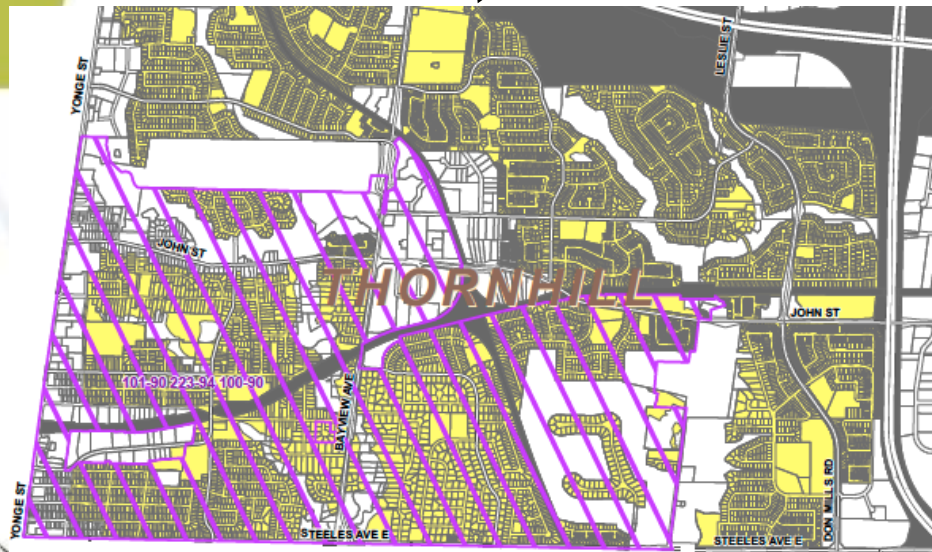 YONGE ST
LESLIE ST
JOHN ST
THORNHILL
JOHN ST
101-90 223-94 100-90
BAYVIEW AVE
YONGE ST
STEELES AVE E
DON MILLS RD
STEELES AVE E